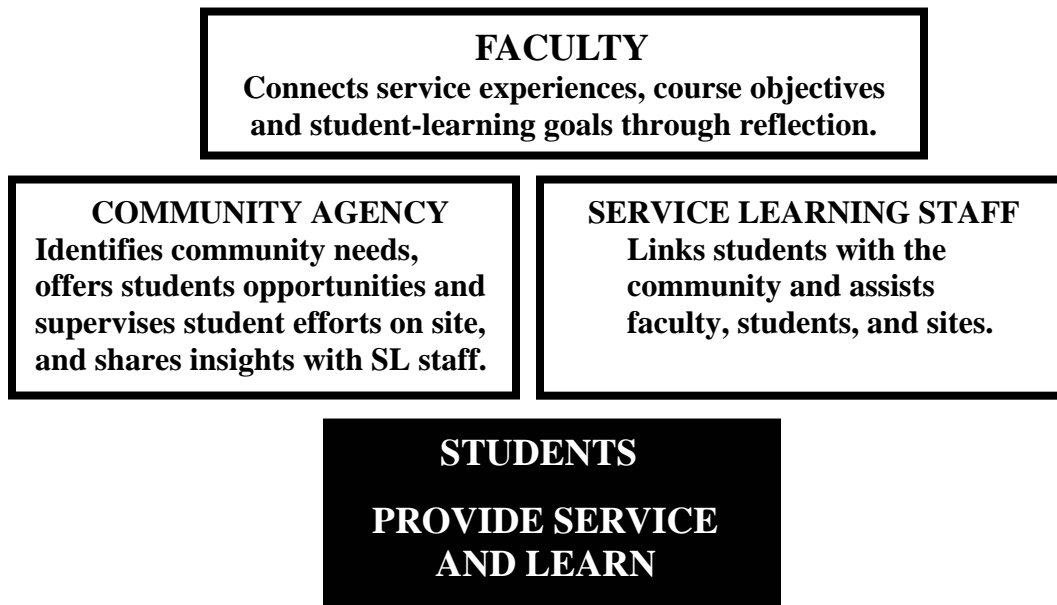 FACULTY
Connects service experiences, course objectives
and student-learning goals through reflection.
COMMUNITY AGENCY
Identifies community needs,
offers students opportunities and
supervises student efforts on site,
and shares insights with SL staff.
SERVICE LEARNING STAFF
Links students with the
community and assists
faculty, students, and sites.
STUDENTS
PROVIDE SERVICE
AND LEARN